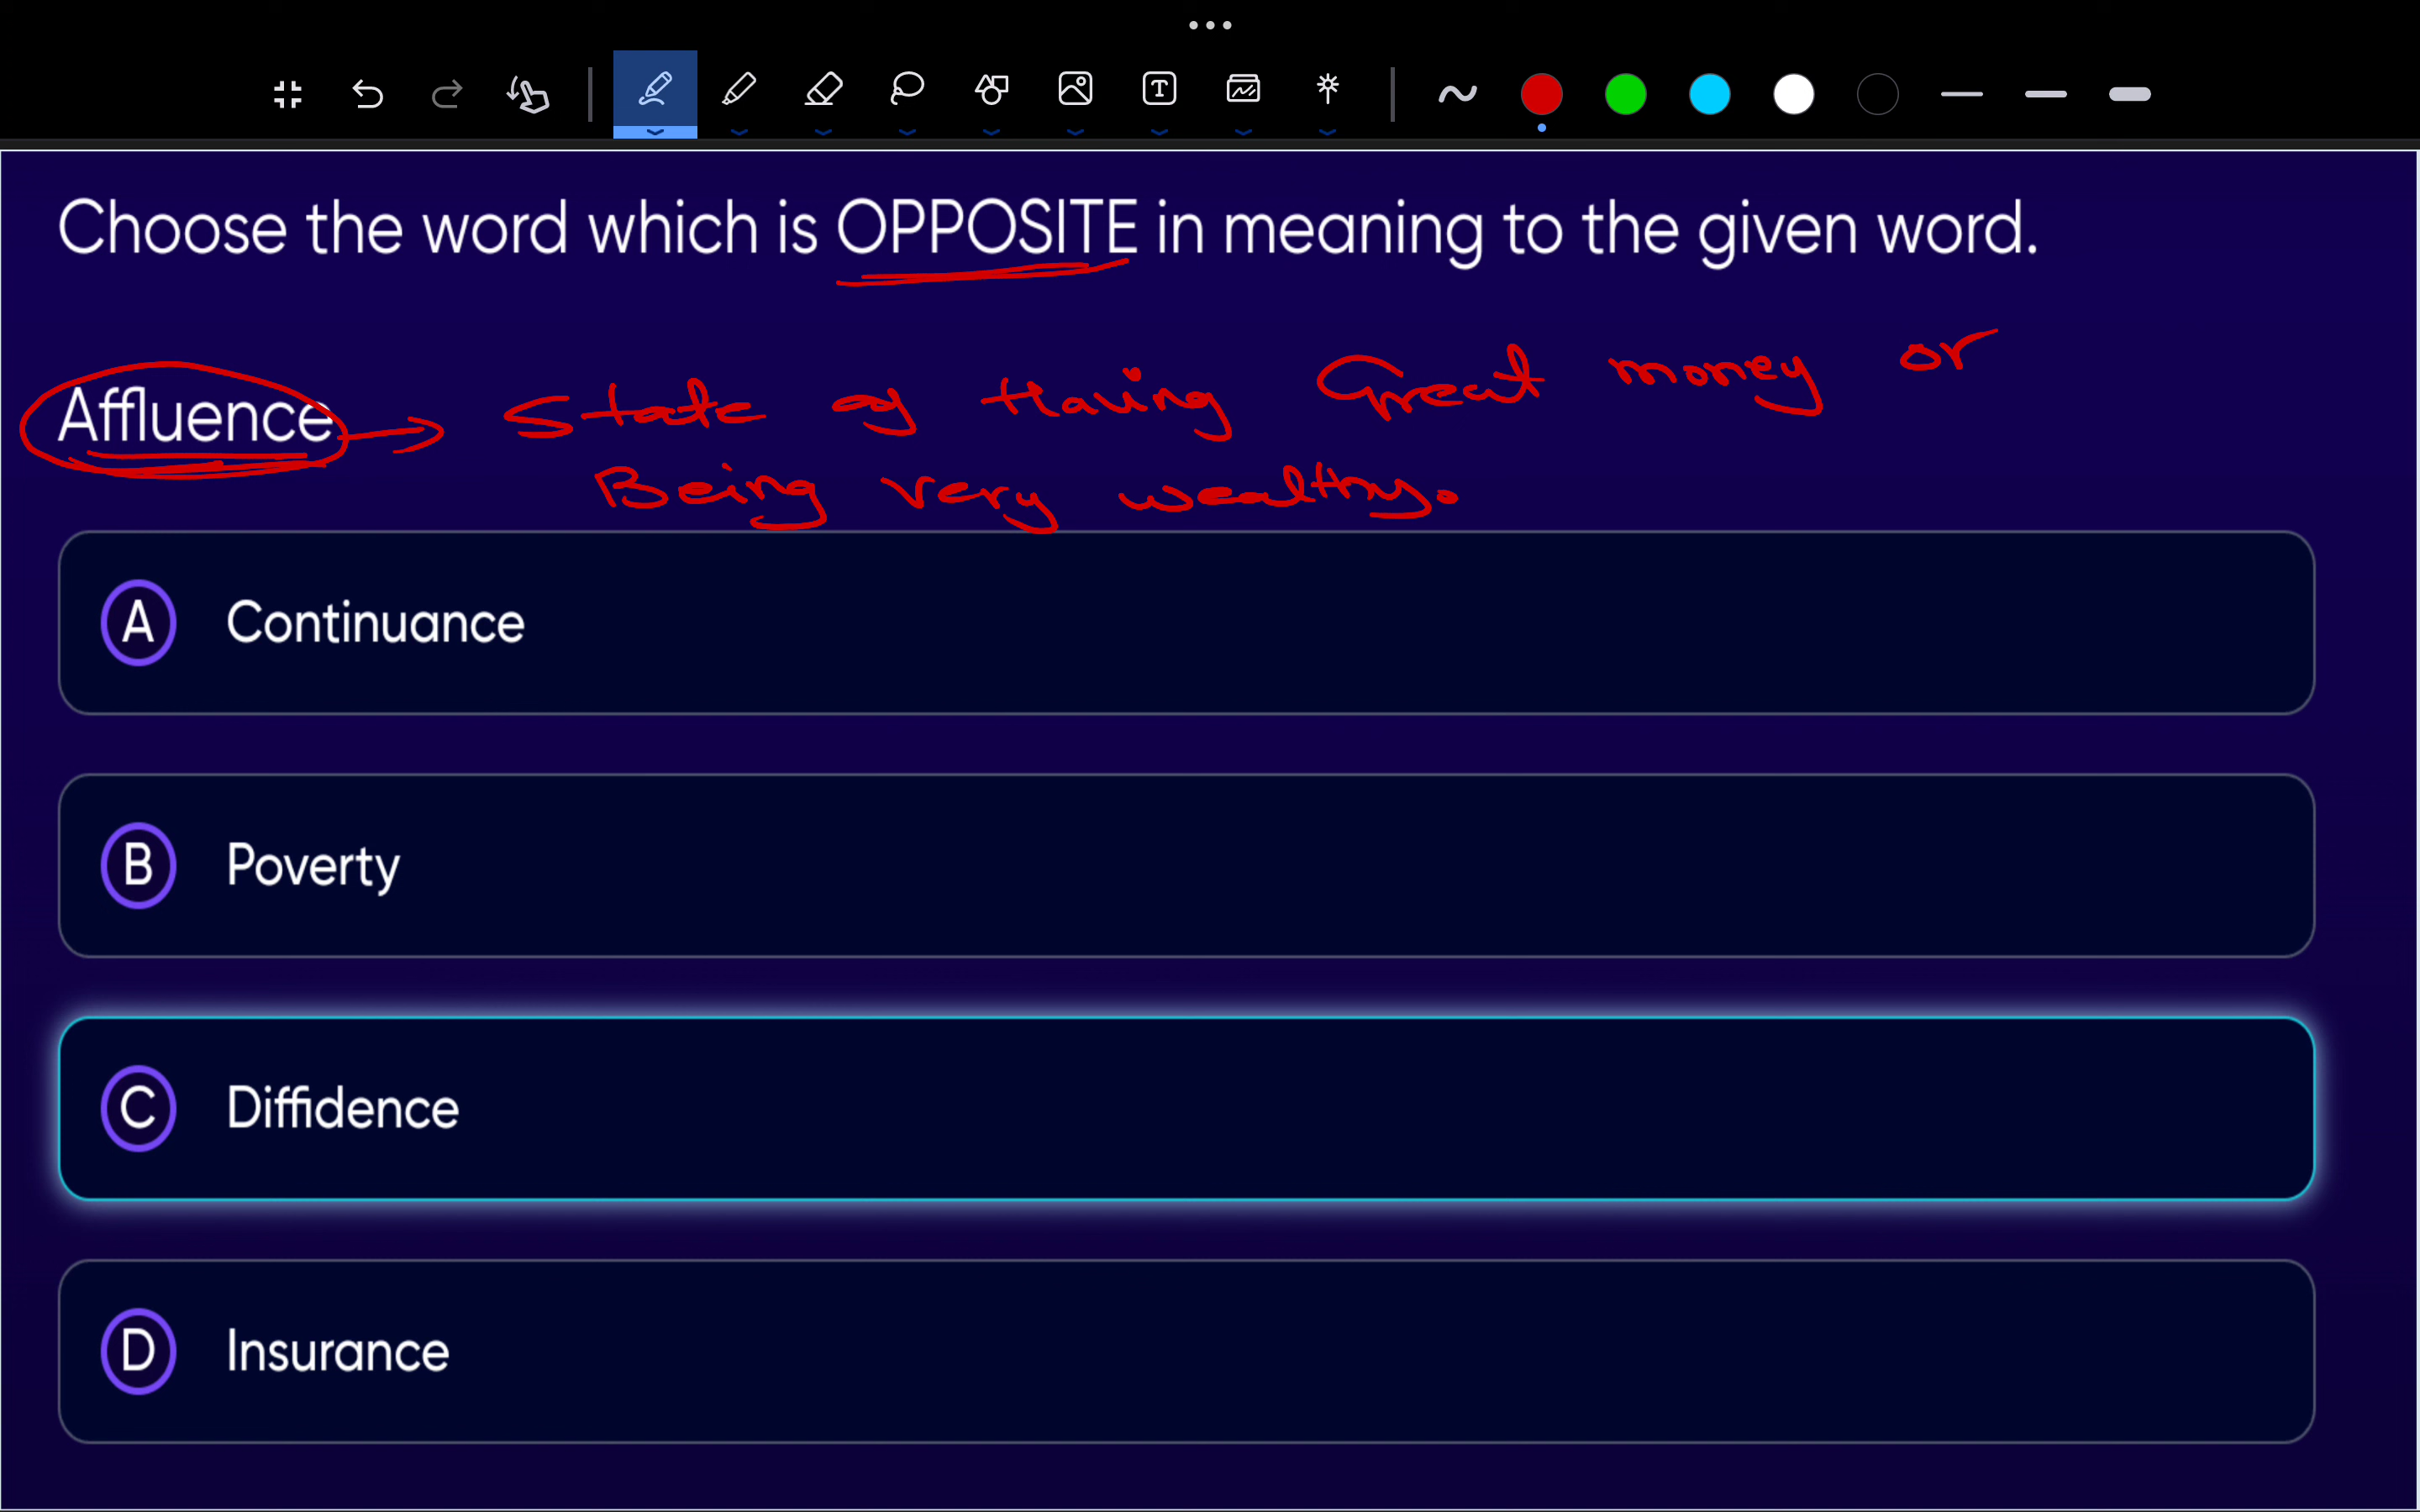 Choose the word which is OPPOSITE in meaning to the given word.
Affluence → State of Having Great money or
Being very wealthy.
A Continuance
B Poverty
C Diffidence
D Insurance